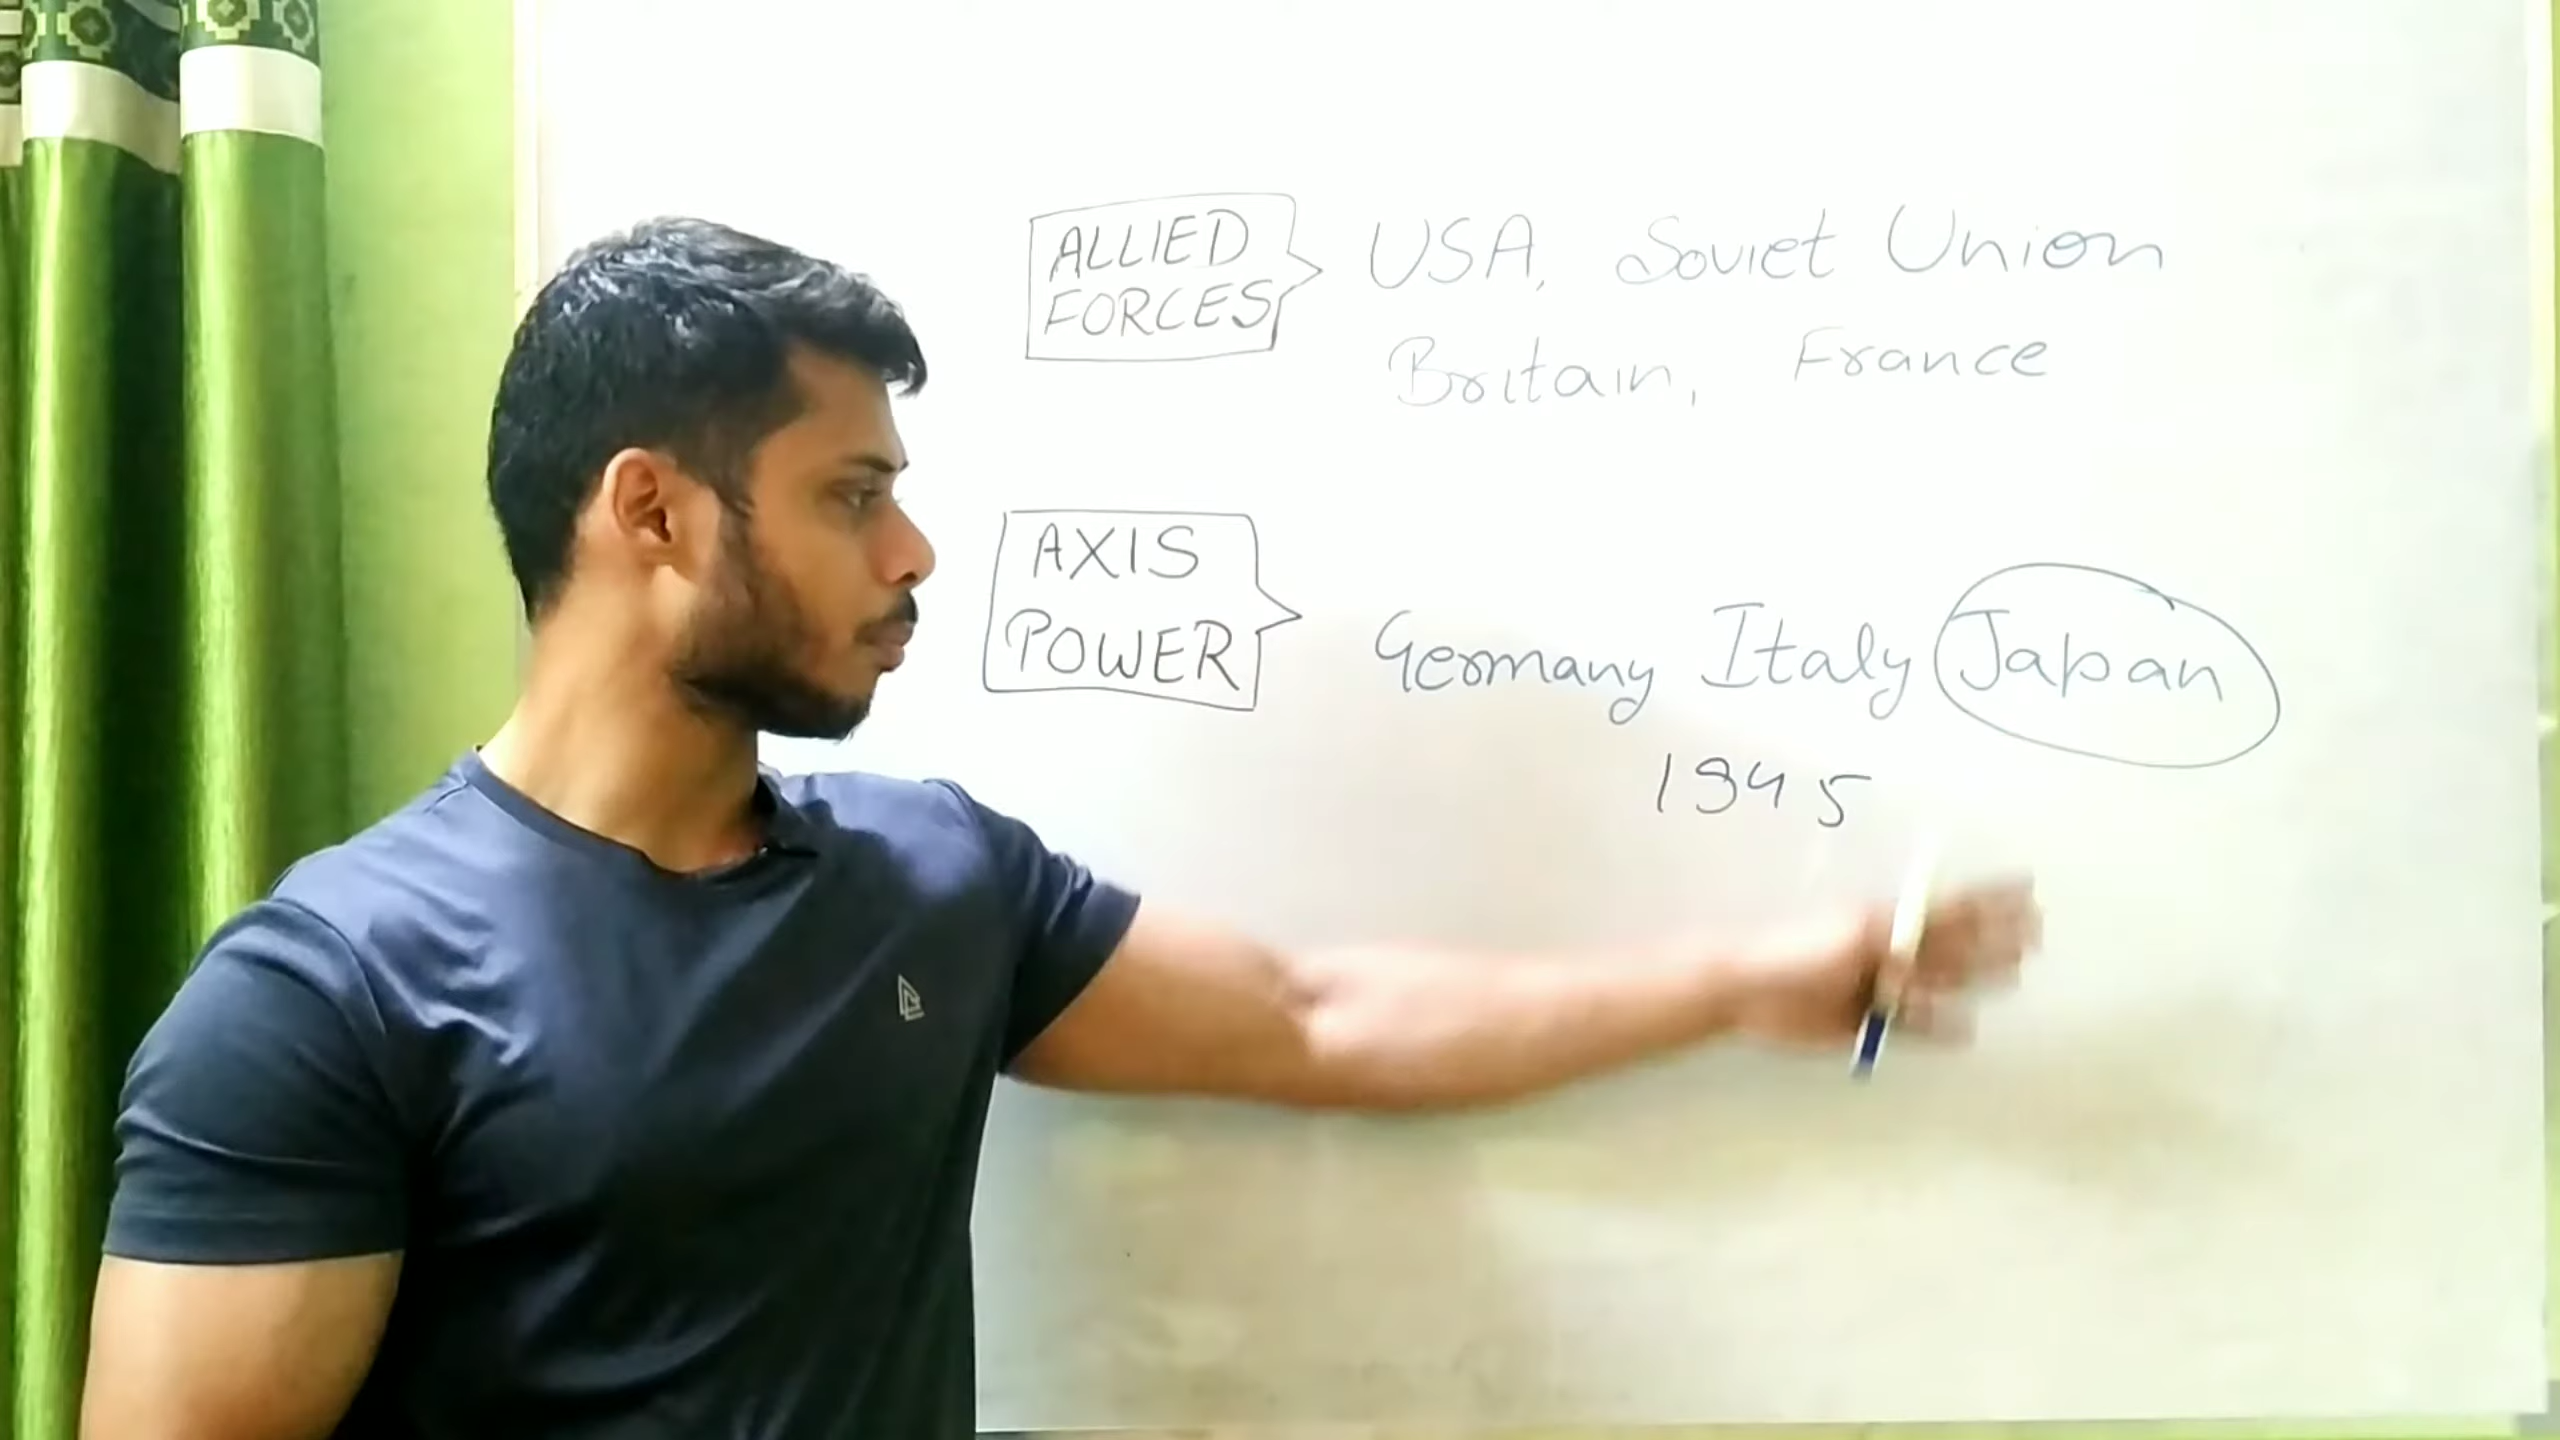 ALLIED
FORCES
USA, Soviet Union
Britain, France
AXIS
POWER
Germany Italy Japan
1945